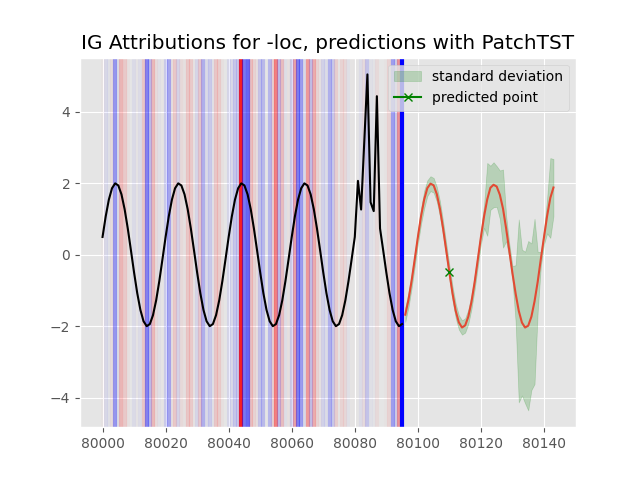 IG Attributions for -loc, predictions with PatchTST
standard deviation
predicted point
4
2
0
−2
−4
80000 80020 80040 80060 80080 80100 80120 80140